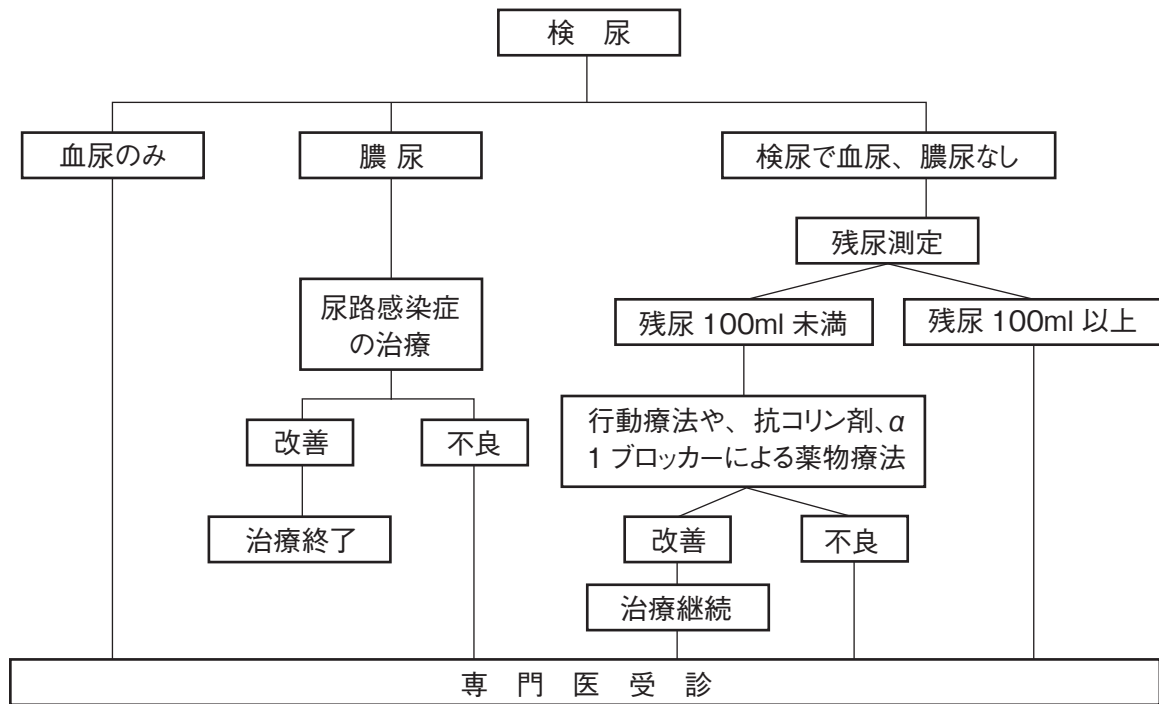 検 尿
血尿のみ
膿 尿
検尿で血尿、膿尿なし
残尿測定
尿路感染症
の治療
残尿 100ml 未満
残尿 100ml 以上
行動療法や、抗コリン剤、α
1 ブロッカーによる薬物療法
改善
不良
治療終了
改善
不良
治療継続
専 門 医 受 診